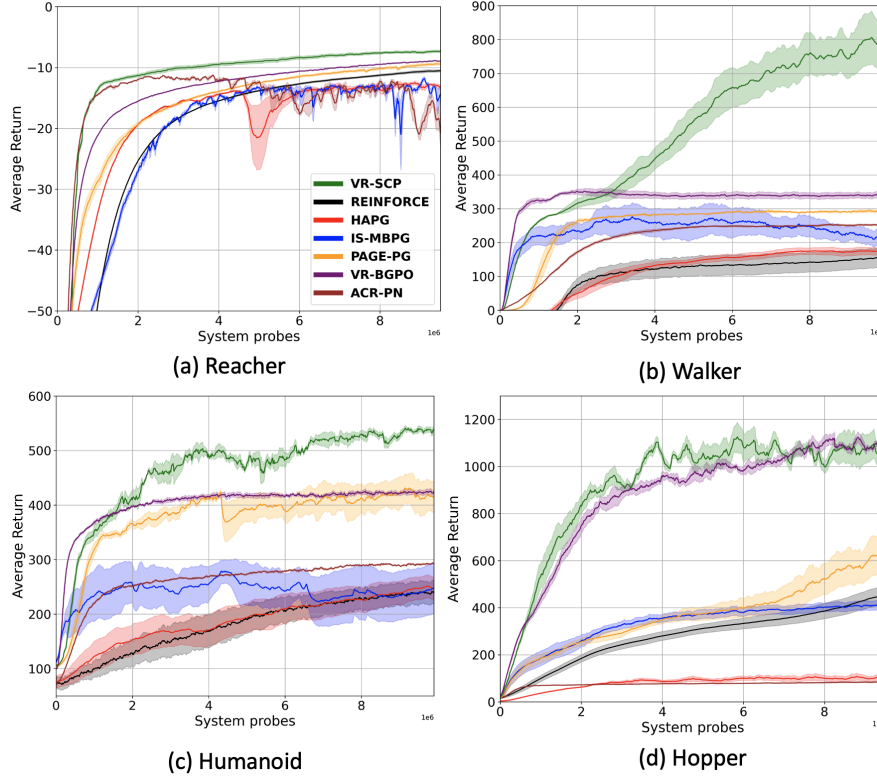 −10
−20
−30
−40
−50
0
2
4
6
8
1e6
Average Return
System probes
VR-SCP
REINFORCE
HAPG
IS-MBPG
PAGE-PG
VR-BGPO
ACR-PN
(a) Reacher
900
800
700
600
500
400
300
200
100
0
0
2
4
6
8
Average Return
System probes
(b) Walker
600
500
400
300
200
100
0
2
4
6
8
1e6
Average Return
System probes
(c) Humanoid
1200
1000
800
600
400
200
0
0
2
4
6
8
Average Return
System probes
(d) Hopper